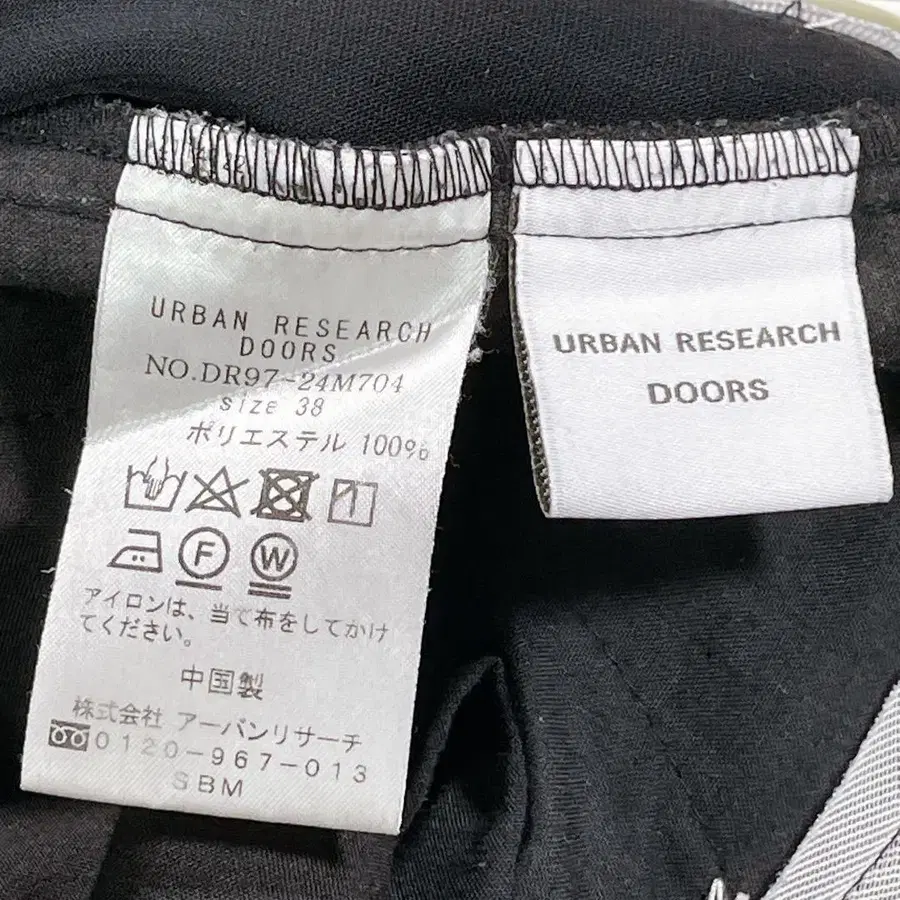 URBAN RESEARCH
DOORS
NO.DR97-24M704
size 38
ポリエステル 100%
F
W
アイロンは、当て布をしてかけ
てください。
中国製
株式会社 アーバンリサーチ
0120-967-013
SBM
URBAN RESEARCH
DOORS